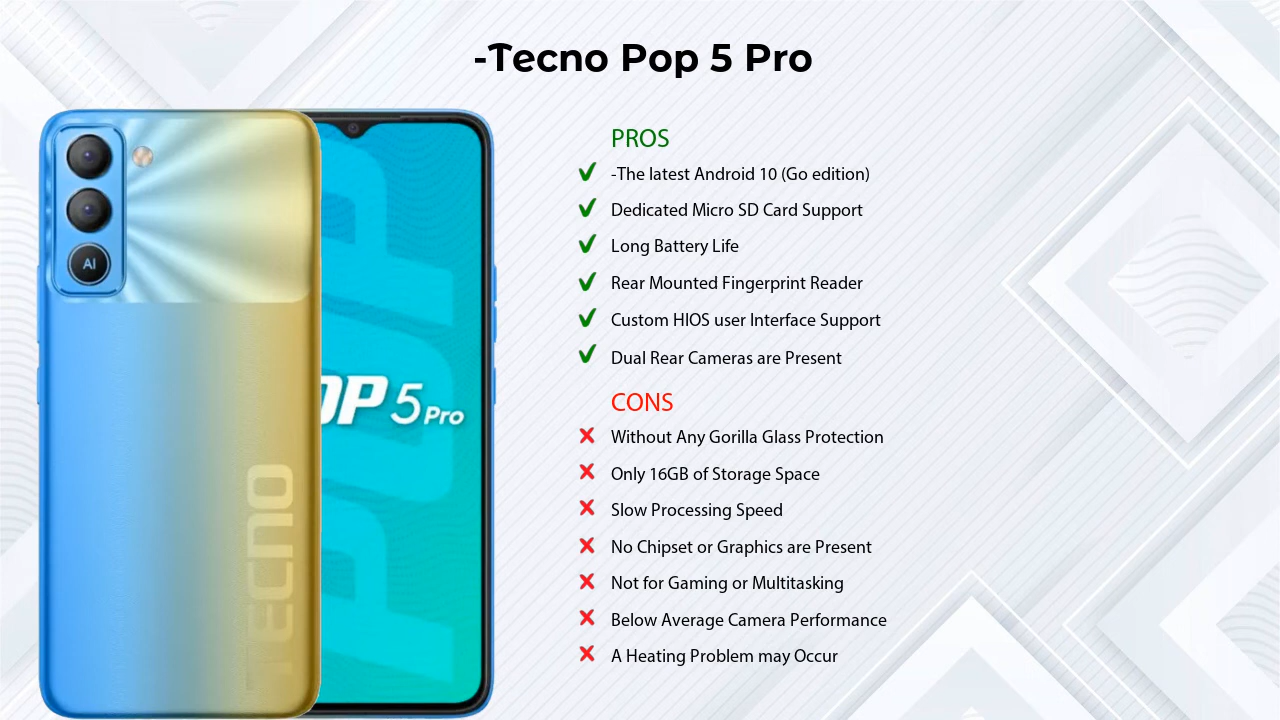 -Tecno Pop 5 Pro
PROS
-The latest Android 10 (Go edition)
Dedicated Micro SD Card Support
Long Battery Life
Rear Mounted Fingerprint Reader
Custom HIOS user Interface Support
Dual Rear Cameras are Present
CONS
Without Any Gorilla Glass Protection
Only 16GB of Storage Space
Slow Processing Speed
No Chipset or Graphics are Present
Not for Gaming or Multitasking
Below Average Camera Performance
A Heating Problem may Occur
AI
TECNO
POP
OP 5 Pro